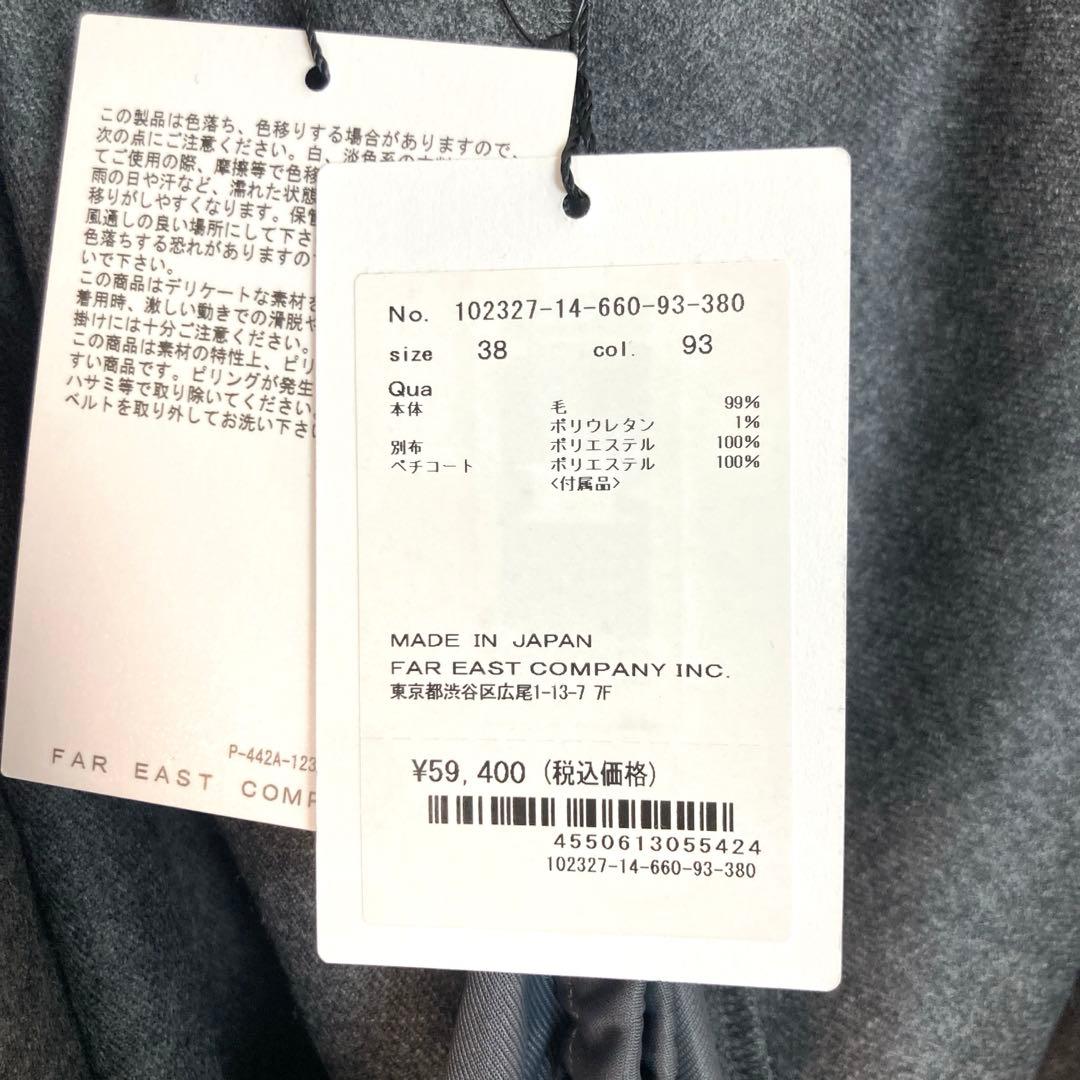 この製品は色落ち、色移りする場合がありますので、
次の点にご注意ください。白、淡色系の
てご使用の際、摩擦等で色移
雨の日や汗など、濡れた状態
移りがしやすくなります。保管
風通しの良い場所にして下さ
色落ちする恐れがありますので
いで下さい。
この商品はデリケートな素材を
着用時、激しい動きでの滑脱や
掛けには十分ご注意ください。
この商品は素材の特性上、ピリ
すい商品です。ピリングが発生
ハサミ等で取り除いてください。
ベルトを取り外してお洗い下さい
P-442A-123
FAR EAST COMP
No. 102327-14-660-93-380
size 38 col. 93
Qua
本体 毛 99%
ポリウレタン 1%
別布 ポリエステル 100%
ペチコート ポリエステル 100%
<付属品>
MADE IN JAPAN
FAR EAST COMPANY INC.
東京都渋谷区広尾1-13-7 7F
¥59,400 (税込価格)
4550613055424
102327-14-660-93-380